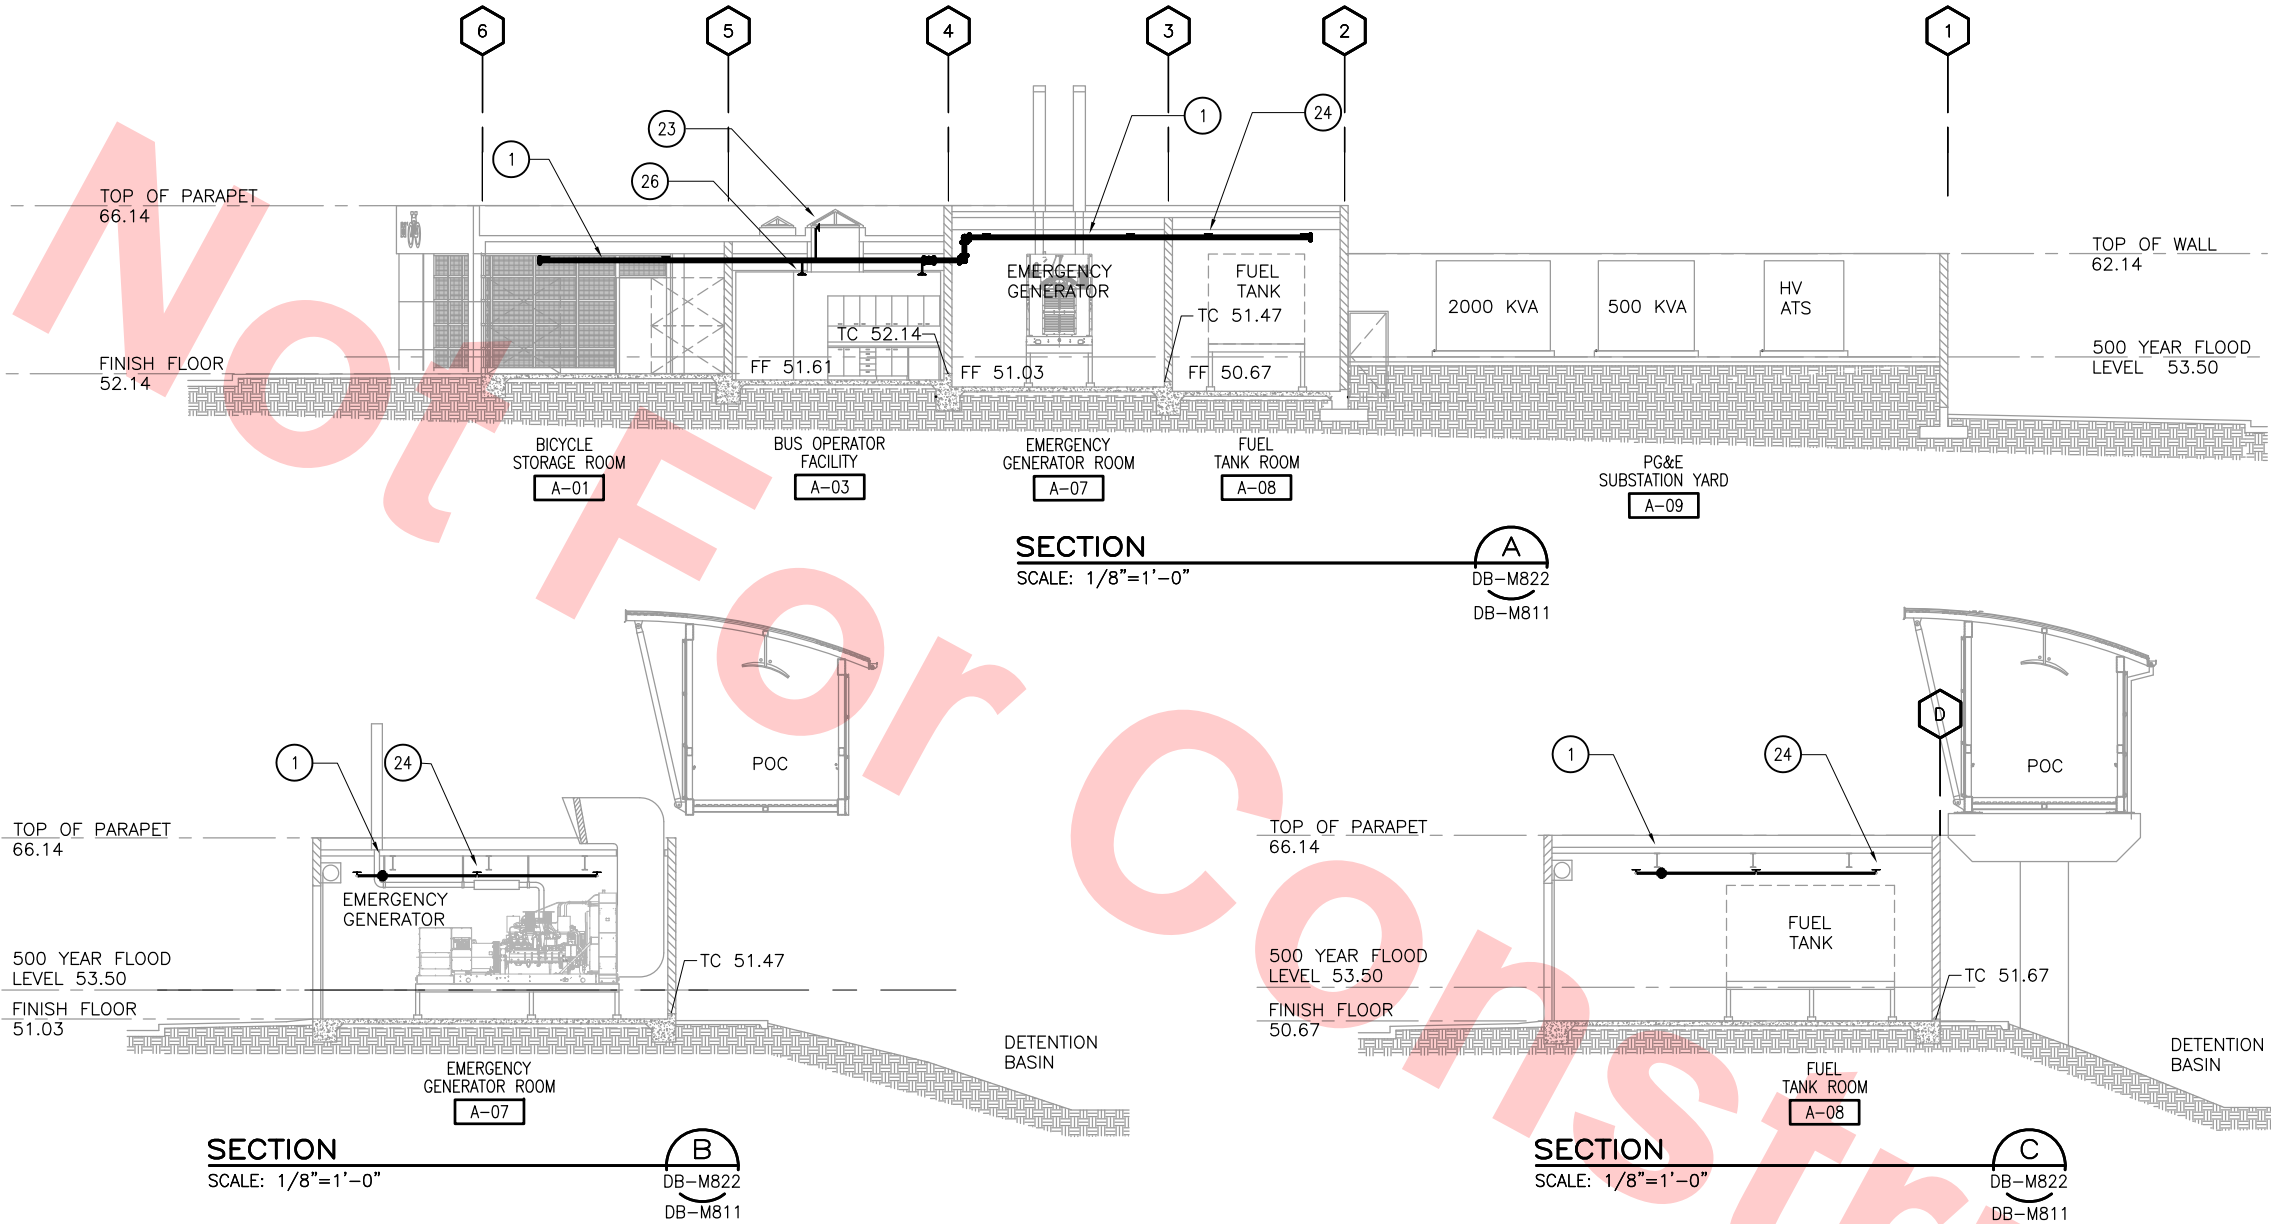 6
5
4
3
2
1
23
1
24
1
26
TOP OF PARAPET
66.14
TOP OF WALL
62.14
EMERGENCY
GENERATOR
FUEL
TANK
2000 KVA
500 KVA
HV
ATS
TC 51.47
TC 52.14
FINISH FLOOR
52.14
FF 51.61
FF 51.03
FF 50.67
500 YEAR FLOOD
LEVEL 53.50
BICYCLE
STORAGE ROOM
A-01
BUS OPERATOR
FACILITY
A-03
EMERGENCY
GENERATOR ROOM
A-07
FUEL
TANK ROOM
A-08
PG&E
SUBSTATION YARD
A-09
SECTION
SCALE: 1/8"=1'-0"
A
DB-M822
DB-M811
POC
1
24
TOP OF PARAPET
66.14
EMERGENCY
GENERATOR
500 YEAR FLOOD
LEVEL 53.50
TC 51.47
FINISH FLOOR
51.03
DETENTION
BASIN
EMERGENCY
GENERATOR ROOM
A-07
SECTION
SCALE: 1/8"=1'-0"
B
DB-M822
DB-M811
D
POC
1
24
TOP OF PARAPET
66.14
FUEL
TANK
500 YEAR FLOOD
LEVEL 53.50
TC 51.67
FINISH FLOOR
50.67
DETENTION
BASIN
FUEL
TANK ROOM
A-08
SECTION
SCALE: 1/8"=1'-0"
C
DB-M822
DB-M811
Not For Constr